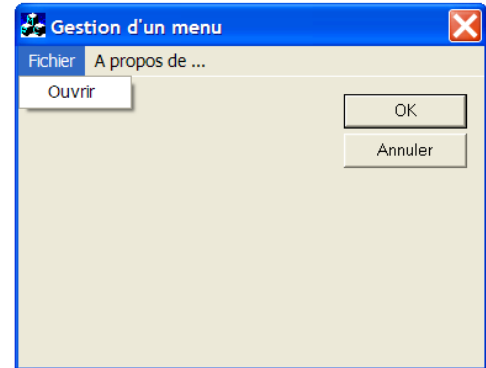 Gestion d'un menu
Fichier A propos de ...
Ouvrir
OK
Annuler